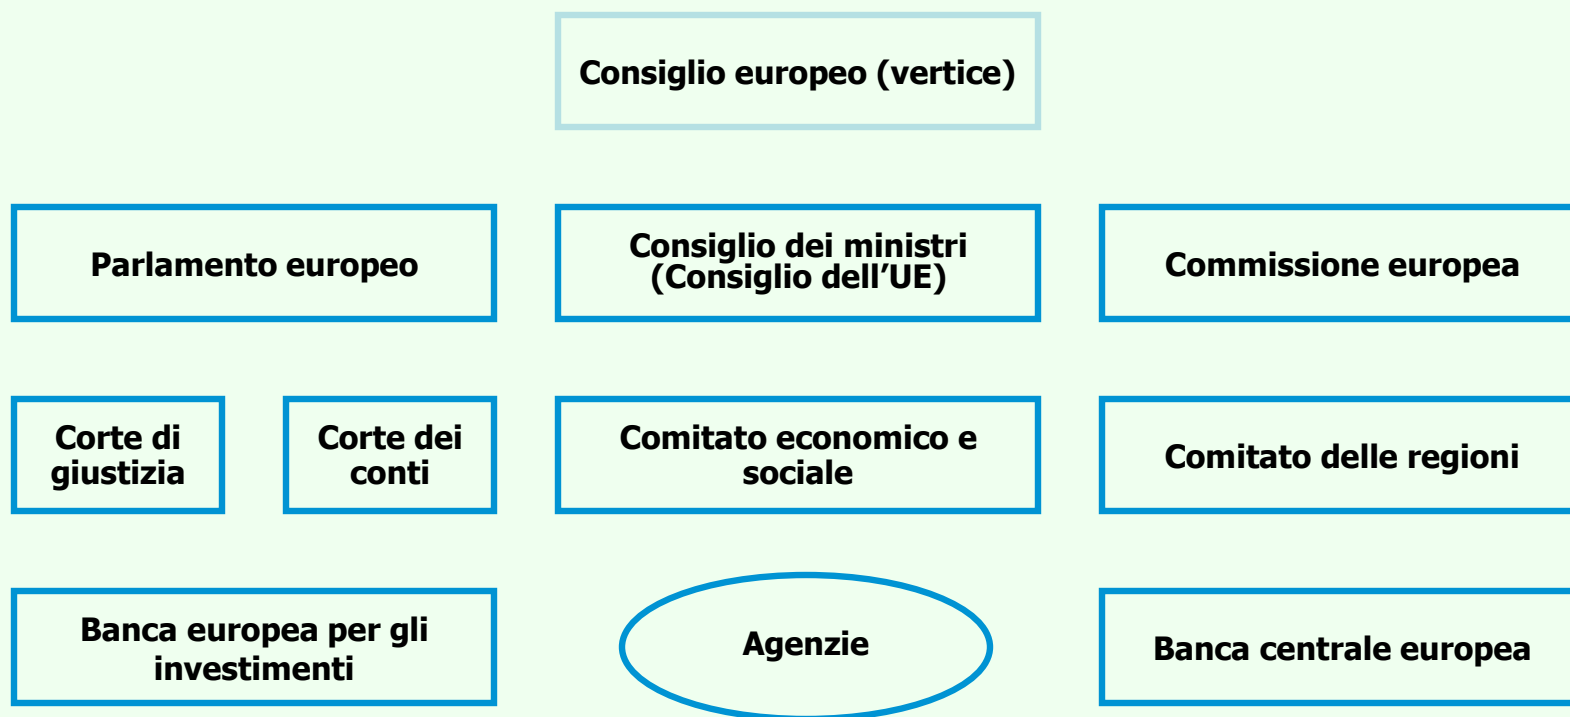 Consiglio europeo (vertice)
Parlamento europeo
Consiglio dei ministri
(Consiglio dell’UE)
Commissione europea
Corte di
giustizia
Corte dei
conti
Comitato economico e
sociale
Comitato delle regioni
Banca europea per gli
investimenti
Agenzie
Banca centrale europea